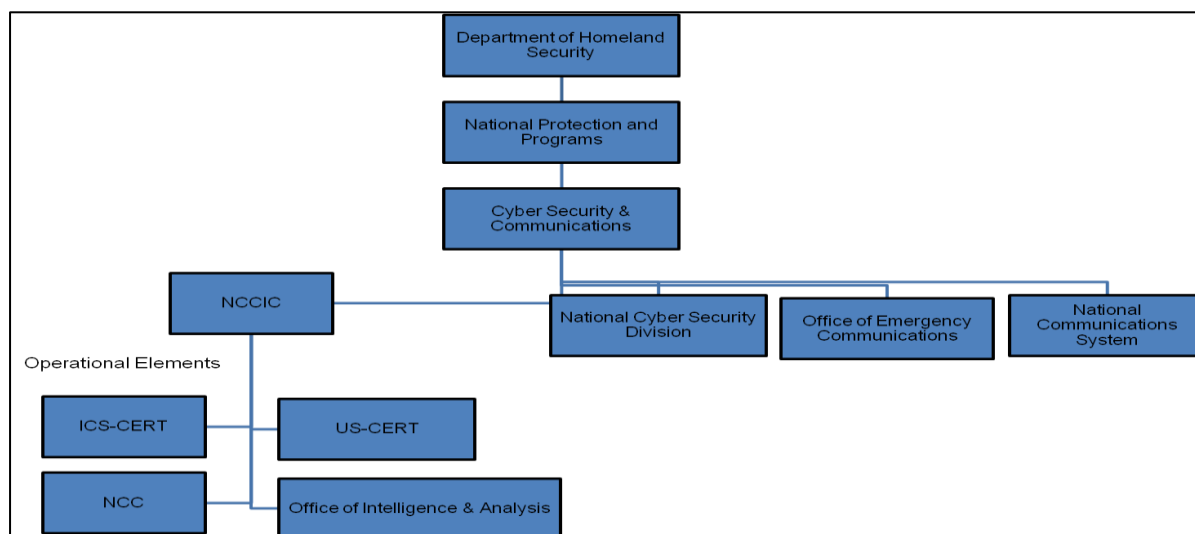 Department of Homeland
Security
National Protection and
Programs
Cyber Security &
Communications
NCCIC
National Cyber Security
Division
Office of Emergency
Communications
National
Communications
System
Operational Elements
ICS-CERT
US-CERT
NCC
Office of Intelligence & Analysis